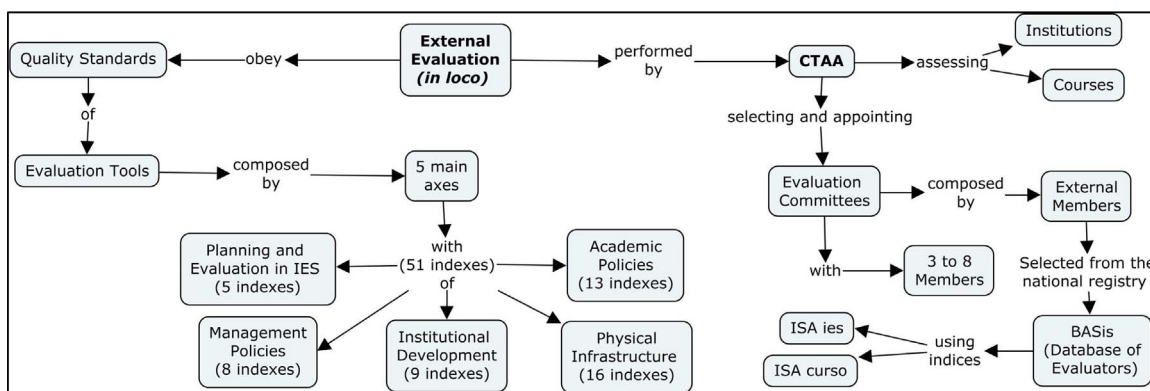 Quality Standards
obey
External
Evaluation
(in loco)
performed
by
CTAA
assessing
Institutions
Courses
of
selecting and appointing
Evaluation Tools
composed
by
5 main
axes
Evaluation
Committees
composed
by
External
Members
with
(51 indexes)
of
Planning and
Evaluation in IES
(5 indexes)
Academic
Policies
(13 indexes)
Management
Policies
(8 indexes)
Institutional
Development
(9 indexes)
Physical
Infrastructure
(16 indexes)
with
3 to 8
Members
Selected from the
national registry
BASis
(Database of
Evaluators)
using
indices
ISA ies
ISA curso